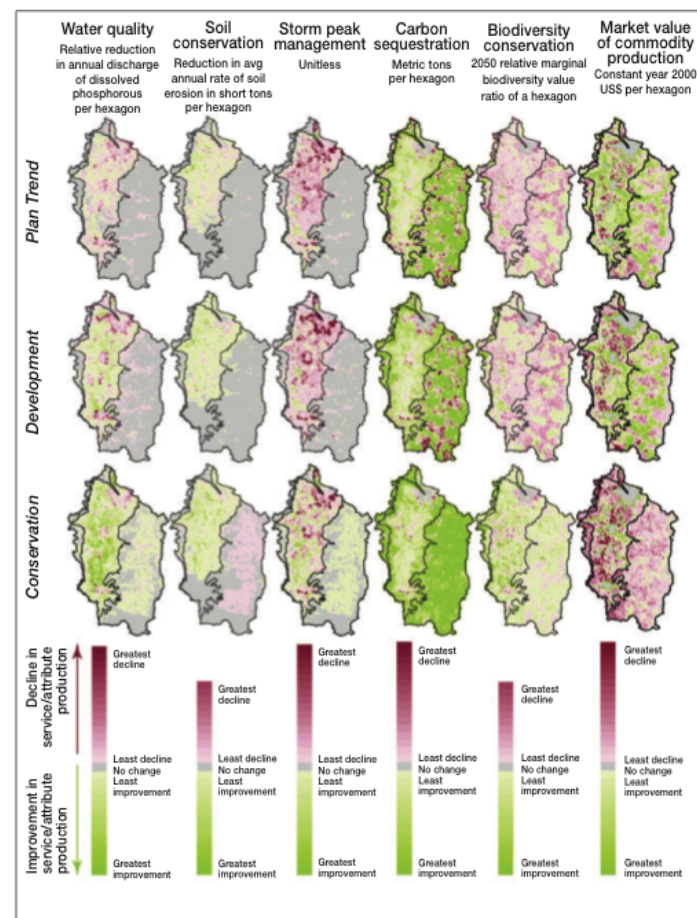 Water quality
Relative reduction
in annual discharge
of dissolved
phosphorous
per hexagon
Soil
conservation
Reduction in avg
annual rate of soil
erosion in short tons
per hexagon
Storm peak
management
Unitless
Carbon
sequestration
Metric tons
per hexagon
Biodiversity
conservation
2050 relative marginal
biodiversity value
ratio of a hexagon
Market value
of commodity
production
Constant year 2000
US$ per hexagon
Plan Trend
Development
Conservation
Decline in
service/attribute
production
Improvement in
service/attribute
production
Greatest
decline
Least decline
No change
Least
improvement
Greatest
improvement
Greatest
decline
Least decline
No change
Least
improvement
Greatest
improvement
Greatest
decline
Least decline
No change
Least
improvement
Greatest
improvement
Greatest
decline
Least decline
No change
Least
improvement
Greatest
improvement
Greatest
decline
Least decline
No change
Least
improvement
Greatest
improvement
Greatest
decline
Least decline
No change
Least
improvement
Greatest
improvement